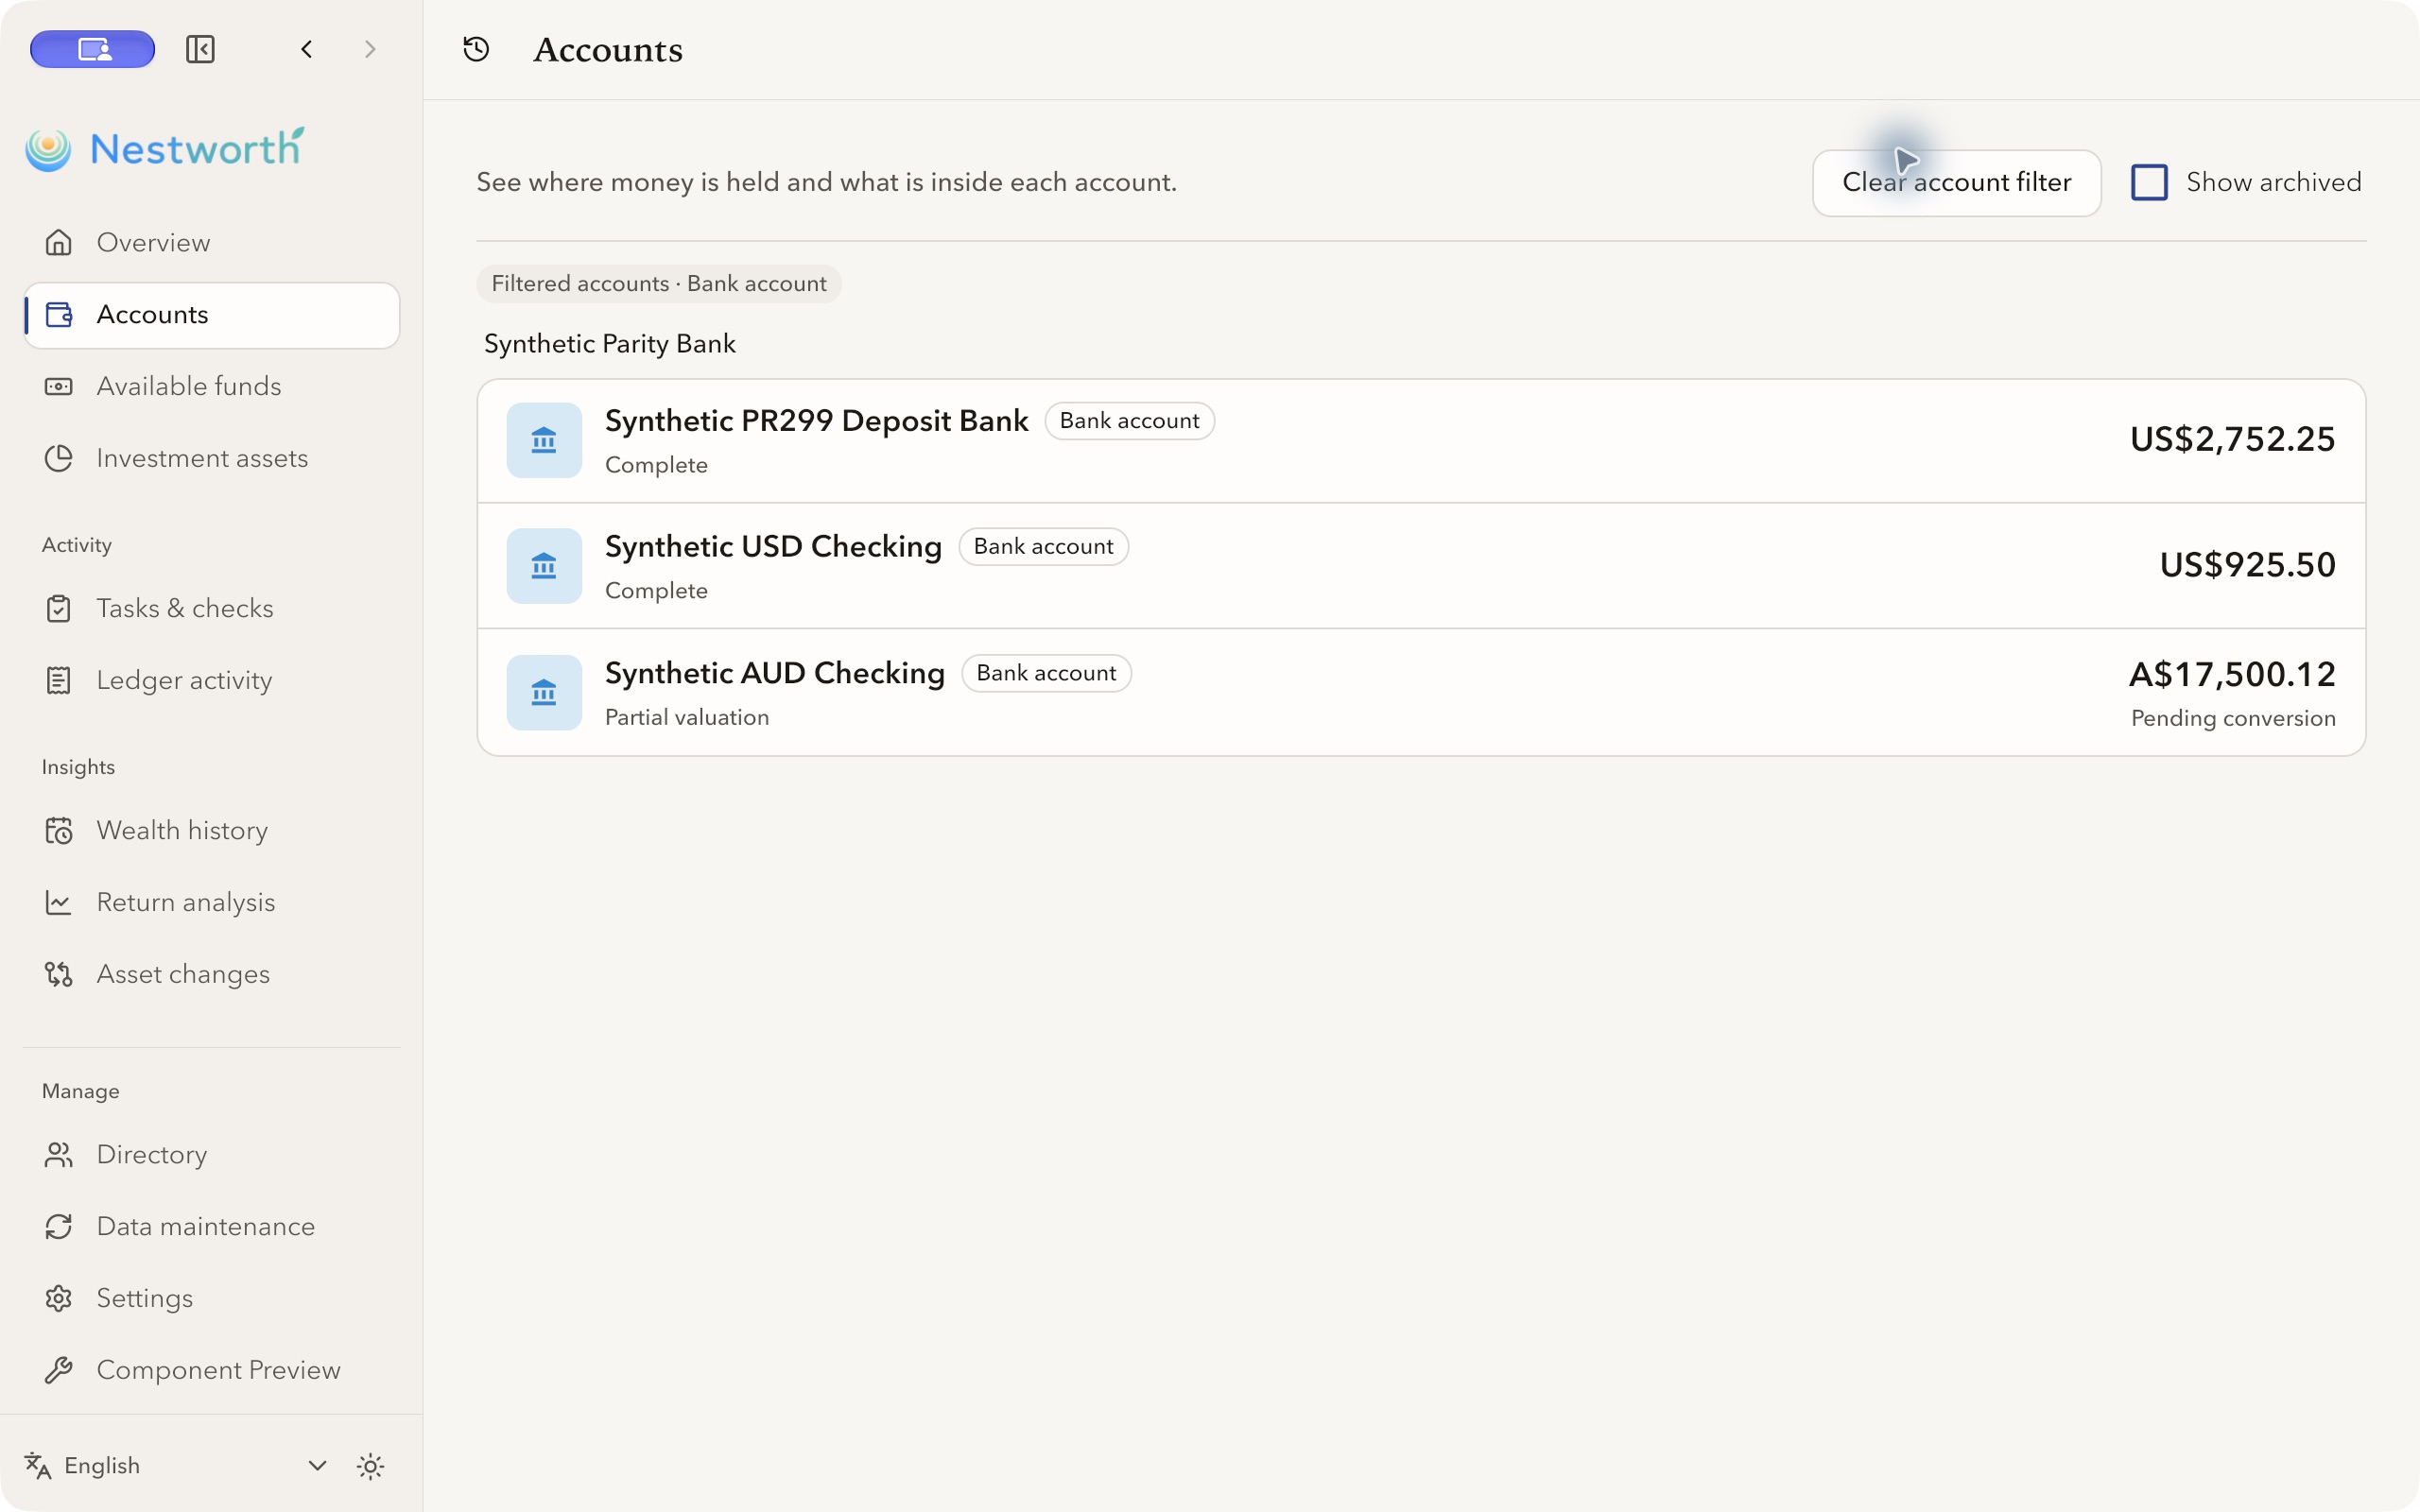 Accounts
Nestworth
Overview
Accounts
Available funds
Investment assets
Activity
Tasks & checks
Ledger activity
Insights
Wealth history
Return analysis
Asset changes
Manage
Directory
Data maintenance
Settings
Component Preview
English
See where money is held and what is inside each account.
Clear account filter
Show archived
Filtered accounts · Bank account
Synthetic Parity Bank
Synthetic PR299 Deposit Bank Bank account
Complete
US$2,752.25
Synthetic USD Checking Bank account
Complete
US$925.50
Synthetic AUD Checking Bank account
Partial valuation
A$17,500.12
Pending conversion